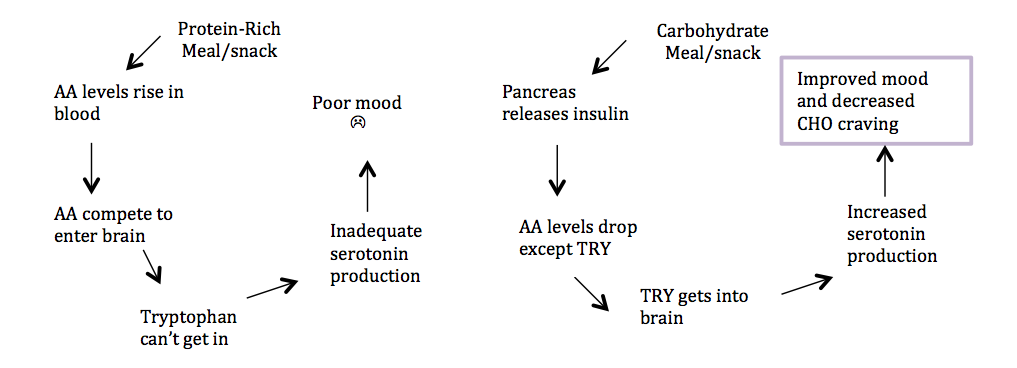 Protein-Rich
Meal/snack
AA levels rise in
blood
AA compete to
enter brain
Tryptophan
can't get in
Inadequate
serotonin
production
Poor mood
☹
Carbohydrate
Meal/snack
Pancreas
releases insulin
AA levels drop
except TRY
TRY gets into
brain
Increased
serotonin
production
Improved mood
and decreased
CHO craving